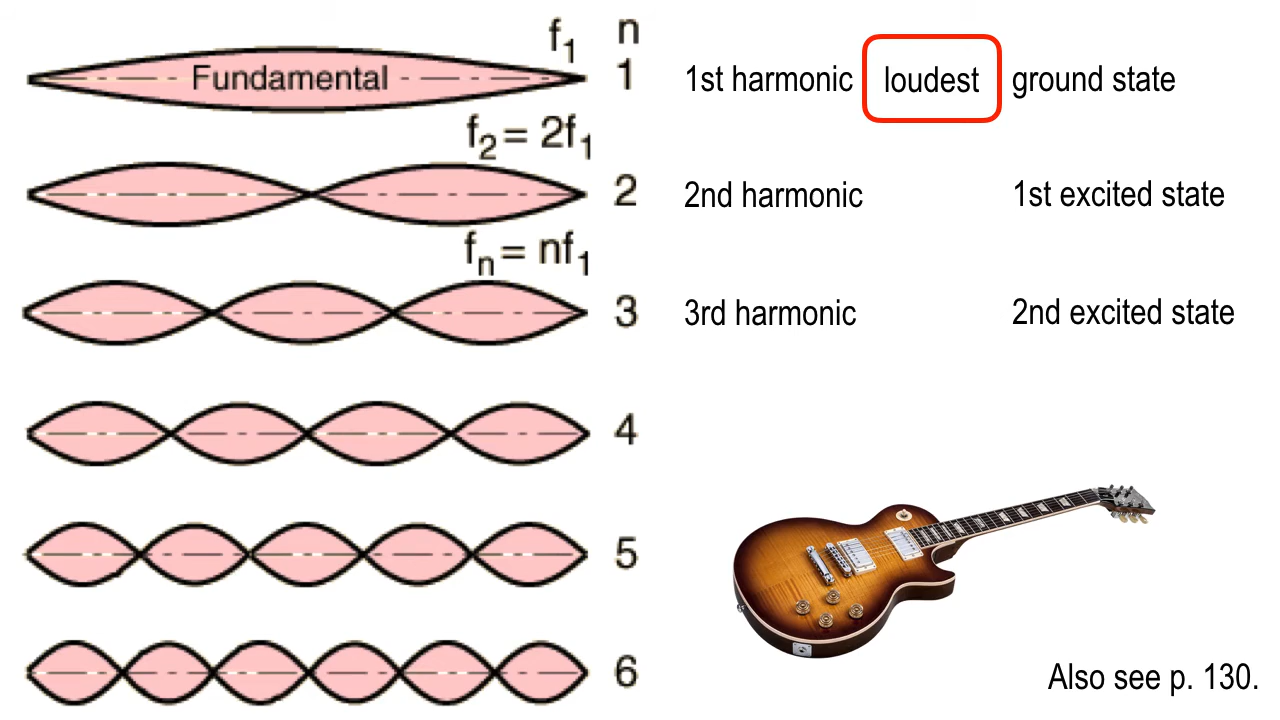 f₁ n
Fundamental 1 1st harmonic loudest ground state
f₂ = 2f₁
2 2nd harmonic 1st excited state
fₙ = nf₁
3 3rd harmonic 2nd excited state
4
5
6
Also see p. 130.